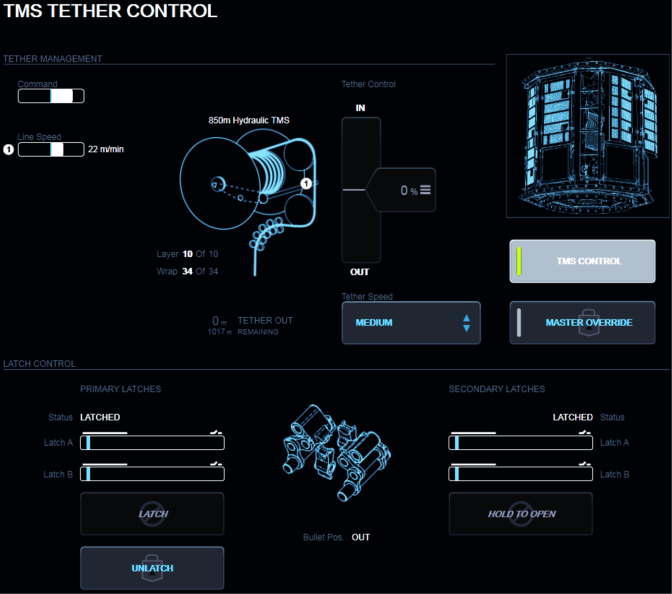 TMS TETHER CONTROL
TETHER MANAGEMENT
Command
Line Speed
1 22 m/min
850m Hydraulic TMS
1
Layer 10 Of 10
Wrap 34 Of 34
0 m TETHER OUT
1017 m REMAINING
Tether Control
IN
0 %
OUT
Tether Speed
MEDIUM
TMS CONTROL
MASTER OVERRIDE
LATCH CONTROL
PRIMARY LATCHES
Status LATCHED
Latch A
Latch B
LATCH
UNLATCH
Bullet Pos. OUT
SECONDARY LATCHES
LATCHED Status
Latch A
Latch B
HOLD TO OPEN